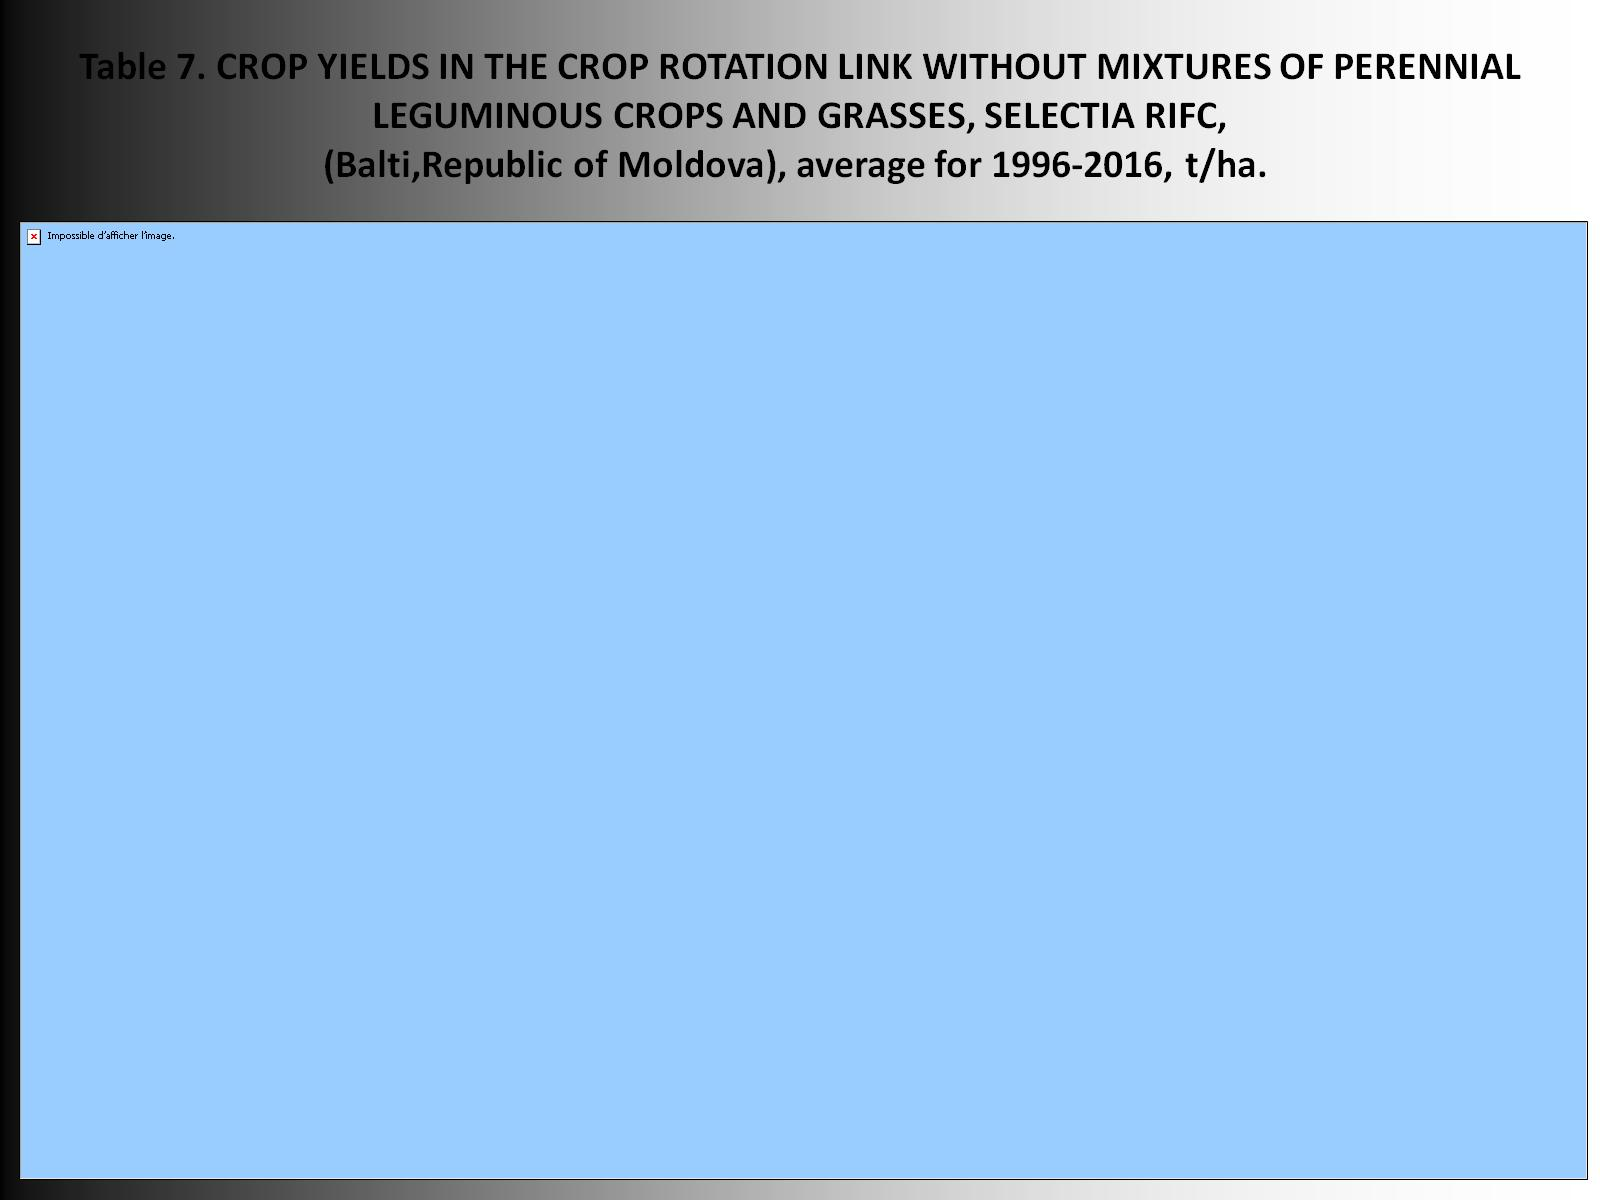 Table 7. CROP YIELDS IN THE CROP ROTATION LINK WITHOUT MIXTURES OF PERENNIAL
LEGUMINOUS CROPS AND GRASSES, SELECTIA RIFC,
(Balti,Republic of Moldova), average for 1996-2016, t/ha.
Impossible d'afficher l'image.